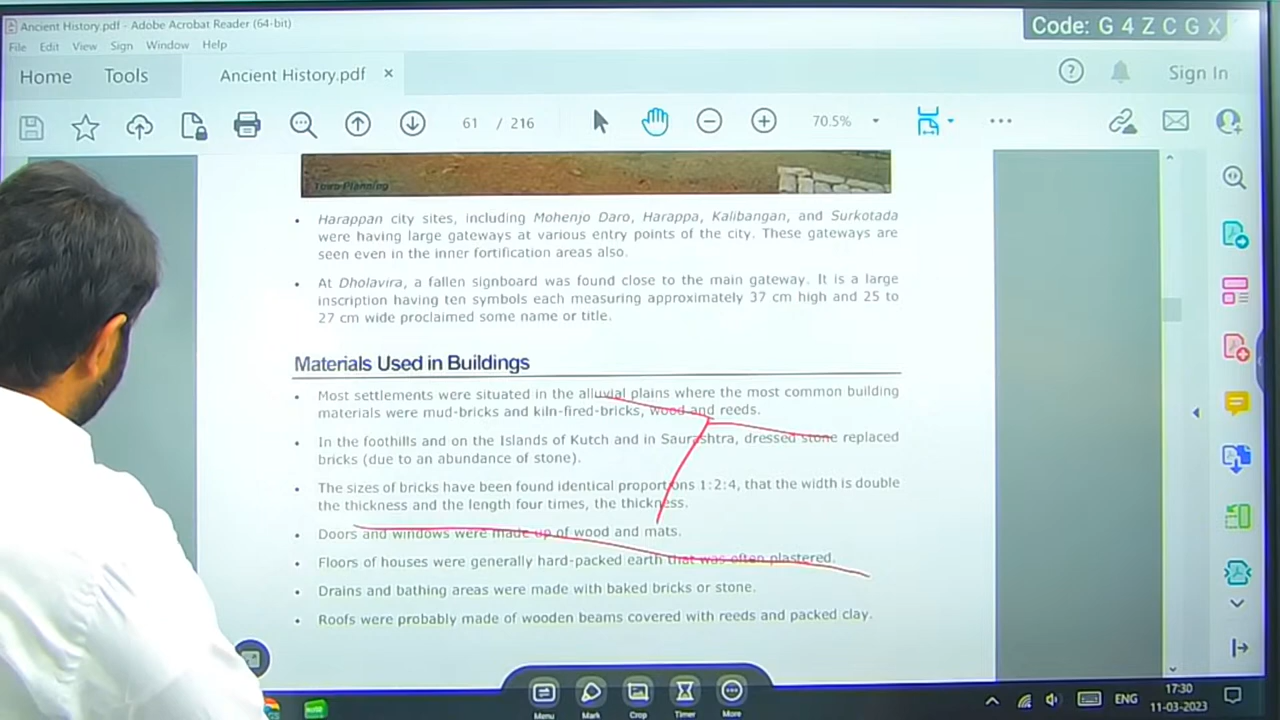 Ancient History.pdf - Adobe Acrobat Reader (64-bit)
Code: G 4 Z C G X
File Edit View Sign Window Help
Home Tools Ancient History.pdf × Sign In
61 / 216 70.5%
Town Planning
• Harappan city sites, including Mohenjo Daro, Harappa, Kalibangan, and Surkotada
were having large gateways at various entry points of the city. These gateways are
seen even in the inner fortification areas also.
• At Dholavira, a fallen signboard was found close to the main gateway. It is a large
inscription having ten symbols each measuring approximately 37 cm high and 25 to
27 cm wide proclaimed some name or title.
Materials Used in Buildings
• Most settlements were situated in the alluvial plains where the most common building
materials were mud-bricks and kiln-fired-bricks, wood and reeds.
• In the foothills and on the Islands of Kutch and in Saurashtra, dressed stone replaced
bricks (due to an abundance of stone).
• The sizes of bricks have been found identical proportions 1:2:4, that the width is double
the thickness and the length four times, the thickness.
• Doors and windows were made up of wood and mats.
• Floors of houses were generally hard-packed earth that was often plastered.
• Drains and bathing areas were made with baked bricks or stone.
• Roofs were probably made of wooden beams covered with reeds and packed clay.
Menu Mark Crop Timer More
ENG 17:30
11-03-2023